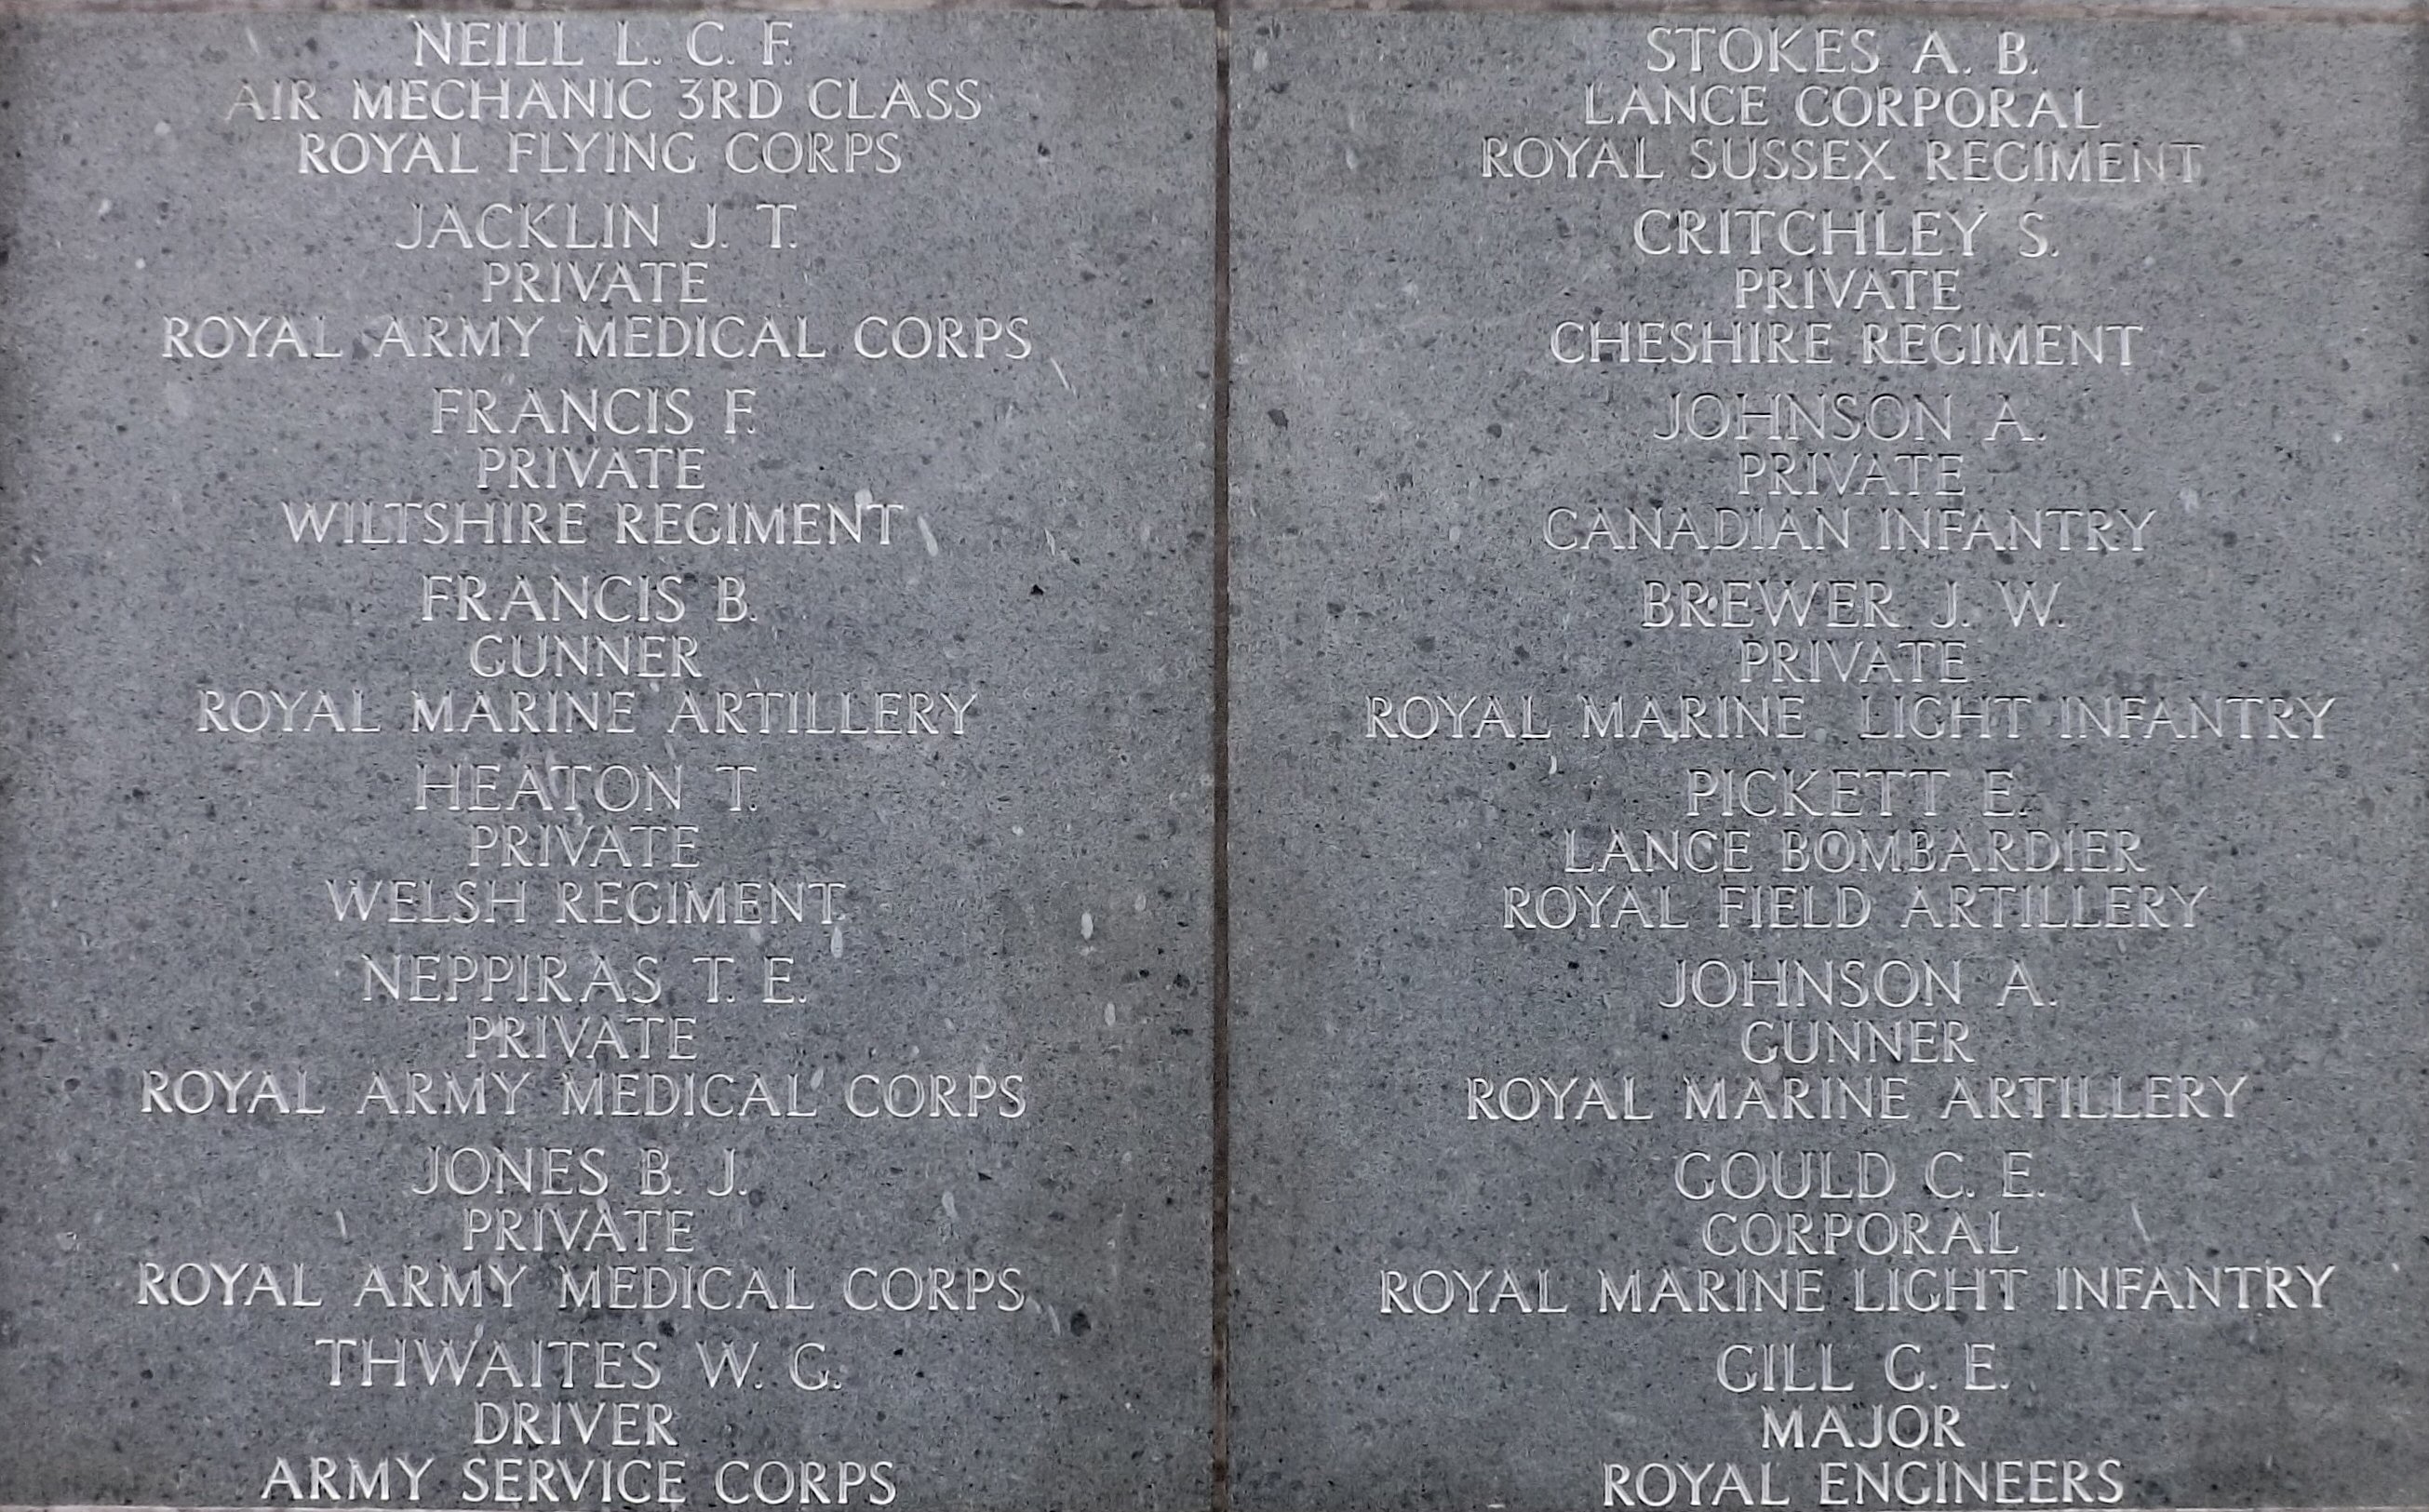 NEILL L. C. F.
AIR MECHANIC 3RD CLASS
ROYAL FLYING CORPS
JACKLIN J. T.
PRIVATE
ROYAL ARMY MEDICAL CORPS
FRANCIS F.
PRIVATE
WILTSHIRE REGIMENT
FRANCIS B.
GUNNER
ROYAL MARINE ARTILLERY
HEATON T.
PRIVATE
WELSH REGIMENT
NEPPIRAS T. E.
PRIVATE
ROYAL ARMY MEDICAL CORPS
JONES B. J.
PRIVATE
ROYAL ARMY MEDICAL CORPS
THWAITES W. G.
DRIVER
ARMY SERVICE CORPS
STOKES A. B.
LANCE CORPORAL
ROYAL SUSSEX REGIMENT
CRITCHLEY S.
PRIVATE
CHESHIRE REGIMENT
JOHNSON A.
PRIVATE
CANADIAN INFANTRY
BREWER J. W.
PRIVATE
ROYAL MARINE LIGHT INFANTRY
PICKETT E.
LANCE BOMBARDIER
ROYAL FIELD ARTILLERY
JOHNSON A.
GUNNER
ROYAL MARINE ARTILLERY
GOULD C. E.
CORPORAL
ROYAL MARINE LIGHT INFANTRY
GILL G. E.
MAJOR
ROYAL ENGINEERS